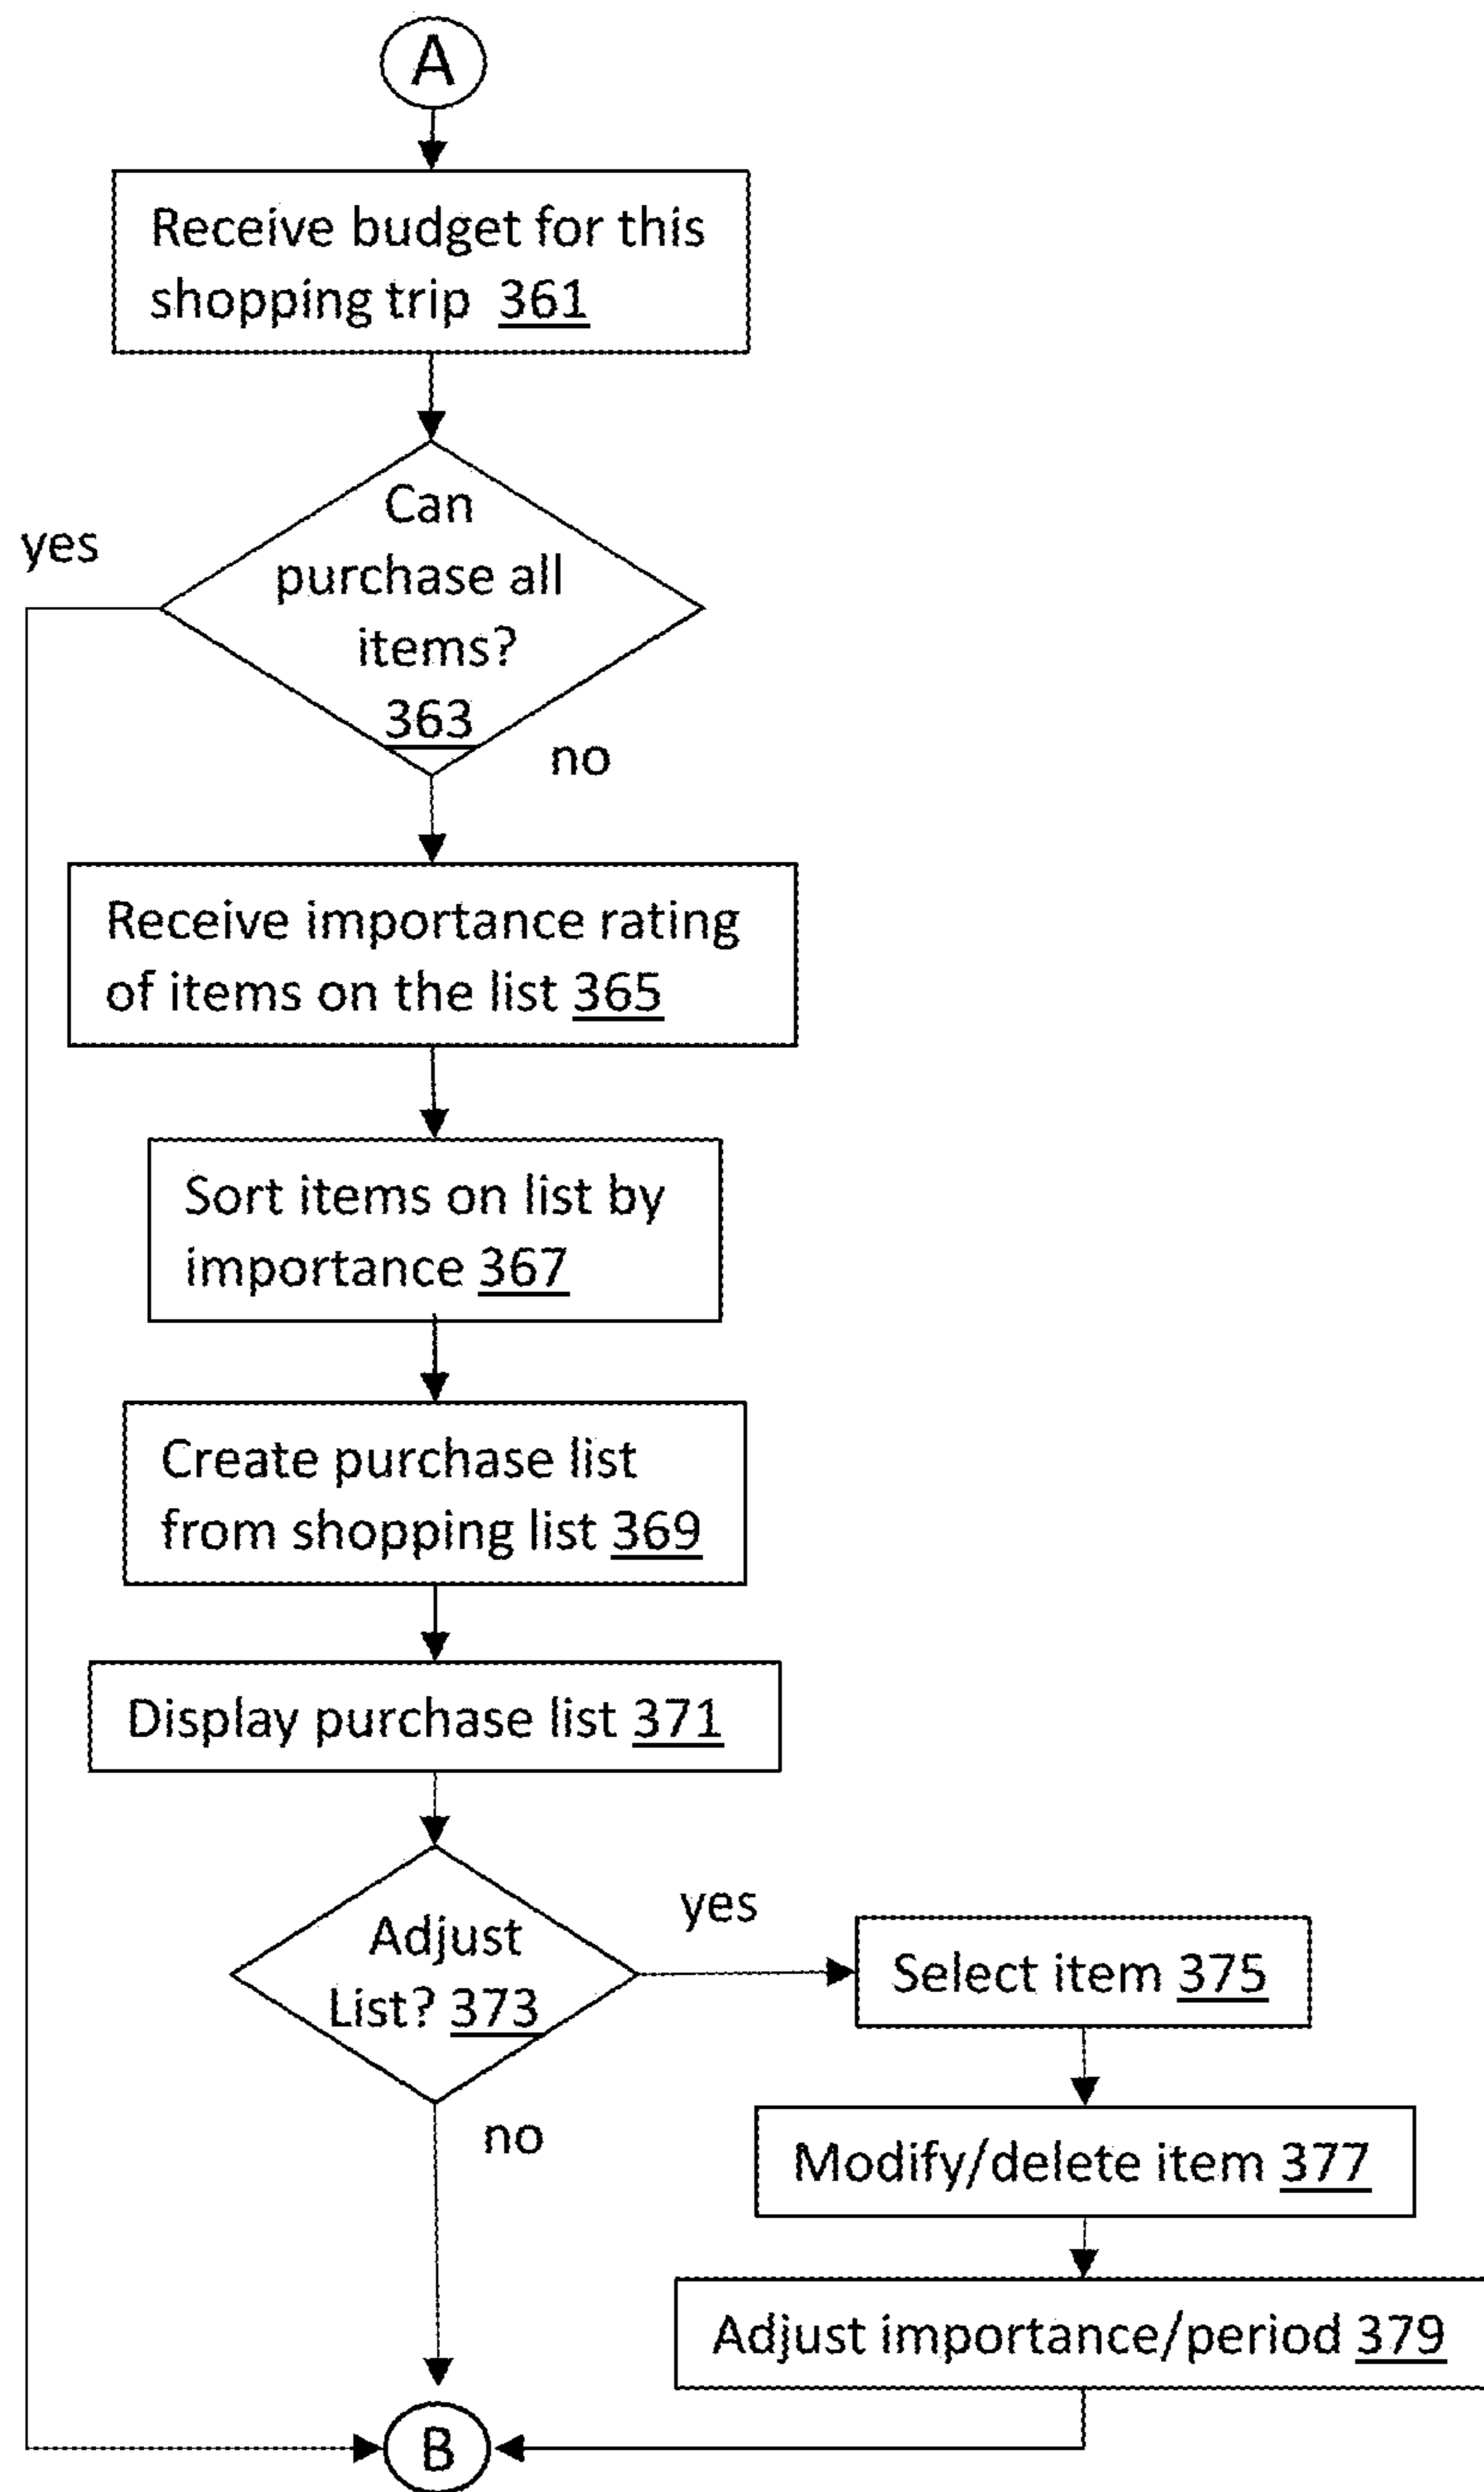 A
Receive budget for this
shopping trip 361
Can
purchase all
items?
363
yes
no
Receive importance rating
of items on the list 365
Sort items on list by
importance 367
Create purchase list
from shopping list 369
Display purchase list 371
Adjust
List? 373
yes
no
Select item 375
Modify/delete item 377
Adjust importance/period 379
B